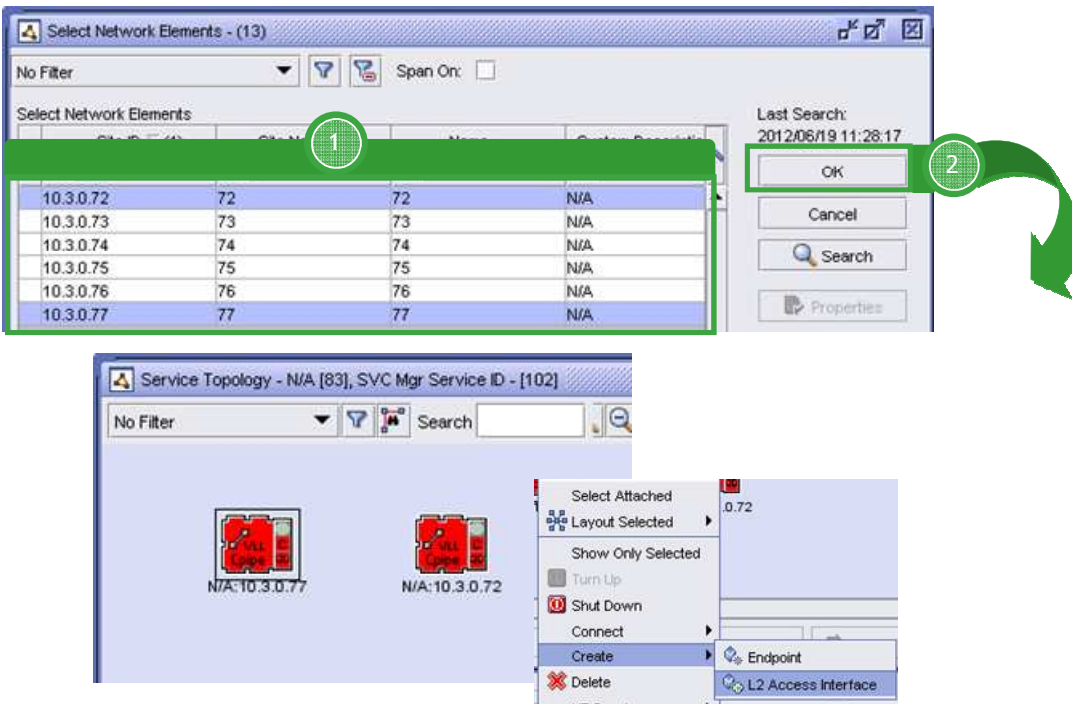 Select Network Elements - (13)
No Filter
Span On:
Select Network Elements
Last Search:
2012/06/19 11:28:17
1
2
OK
Cancel
Search
Properties
10.3.0.72 72 72 N/A
10.3.0.73 73 73 N/A
10.3.0.74 74 74 N/A
10.3.0.75 75 75 N/A
10.3.0.76 76 76 N/A
10.3.0.77 77 77 N/A
Service Topology - N/A [83], SVC Mgr Service ID - [102]
No Filter
Search
VLL
Epipe
N/A:10.3.0.77
VLL
Epipe
N/A:10.3.0.72
.0.72
Select Attached
Layout Selected
Show Only Selected
Turn Up
Shut Down
Connect
Create
Delete
Endpoint
L2 Access Interface